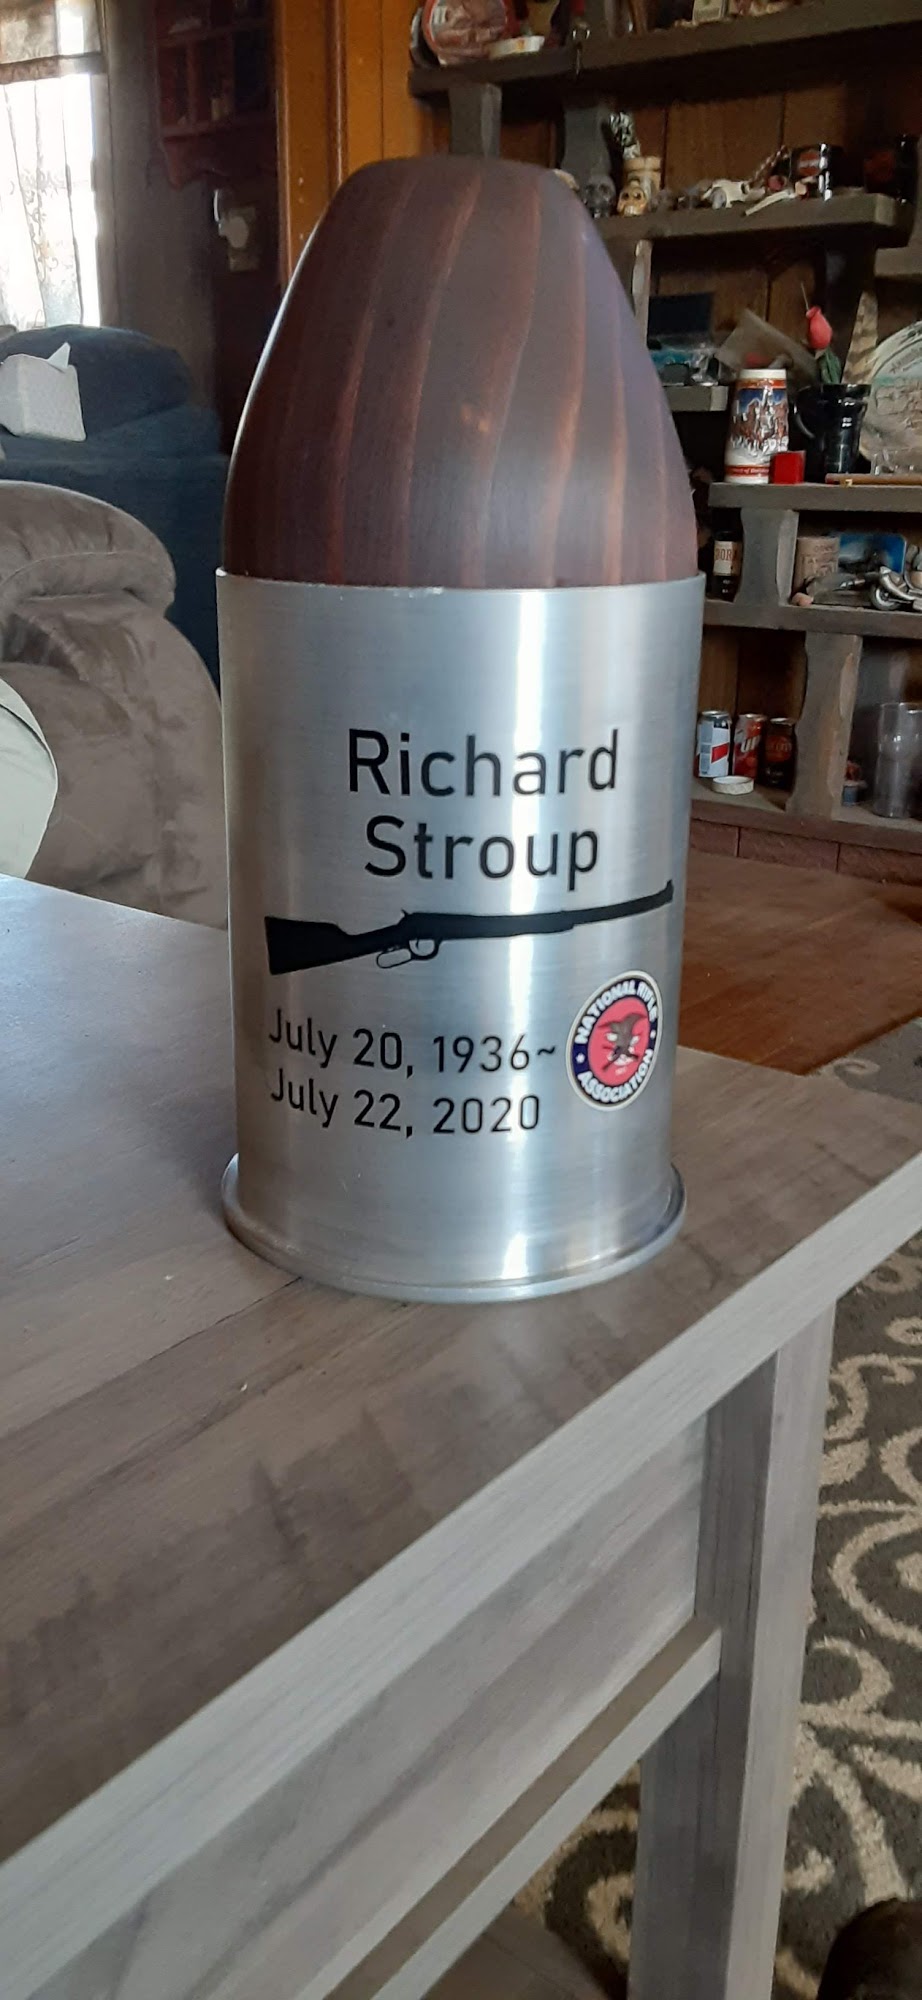 Richard
Stroup
July 20, 1936~
July 22, 2020
NATIONAL RIFLE
ASSOCIATION